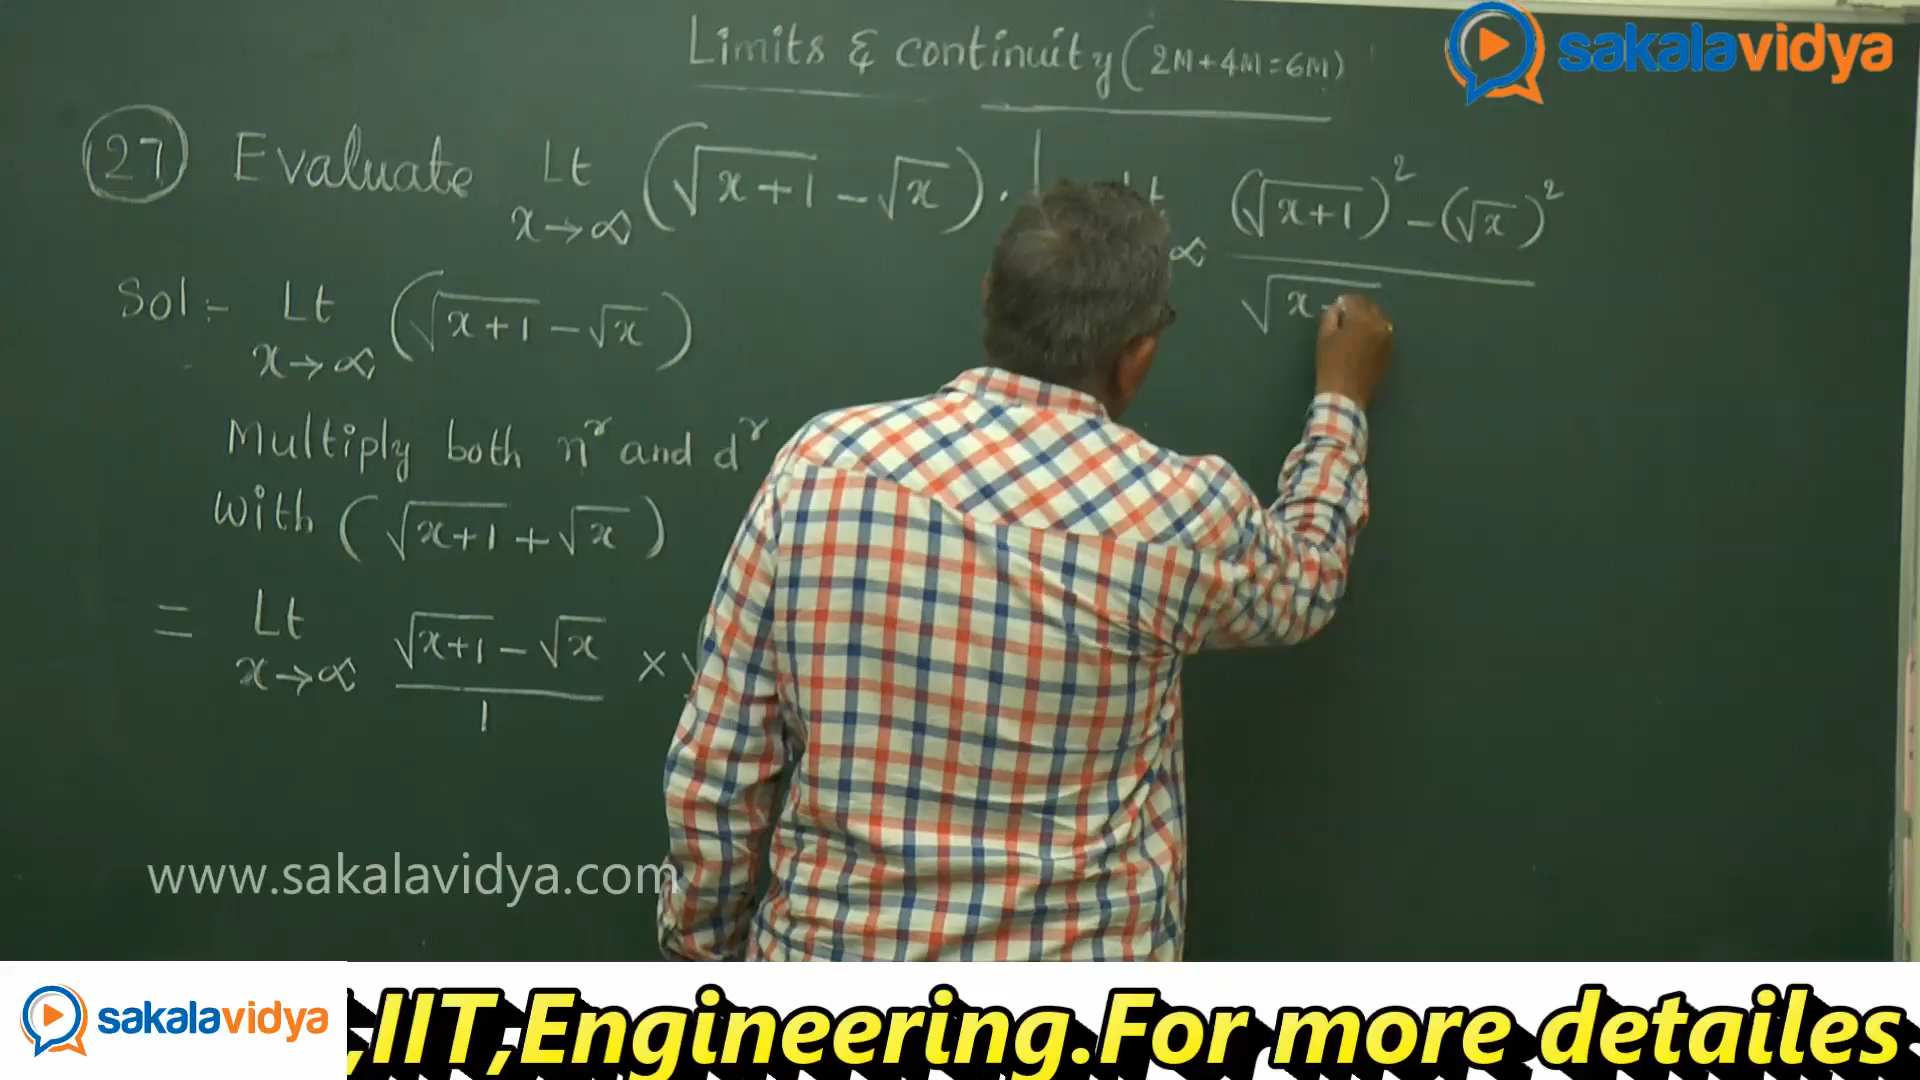 Limits & continuity (2M+4M=6M)
sakalavidya
27 Evaluate Lt x→∞ (√x+1 - √x).
Sol:- Lt x→∞ (√x+1 - √x)
Multiply both nʳ and dʳ
with (√x+1 + √x)
= Lt x→∞ √x+1 - √x / 1 ×
∞ (√x+1)² - (√x)²
√x
www.sakalavidya.com
sakalavidya
,IIT,Engineering.For more detailes